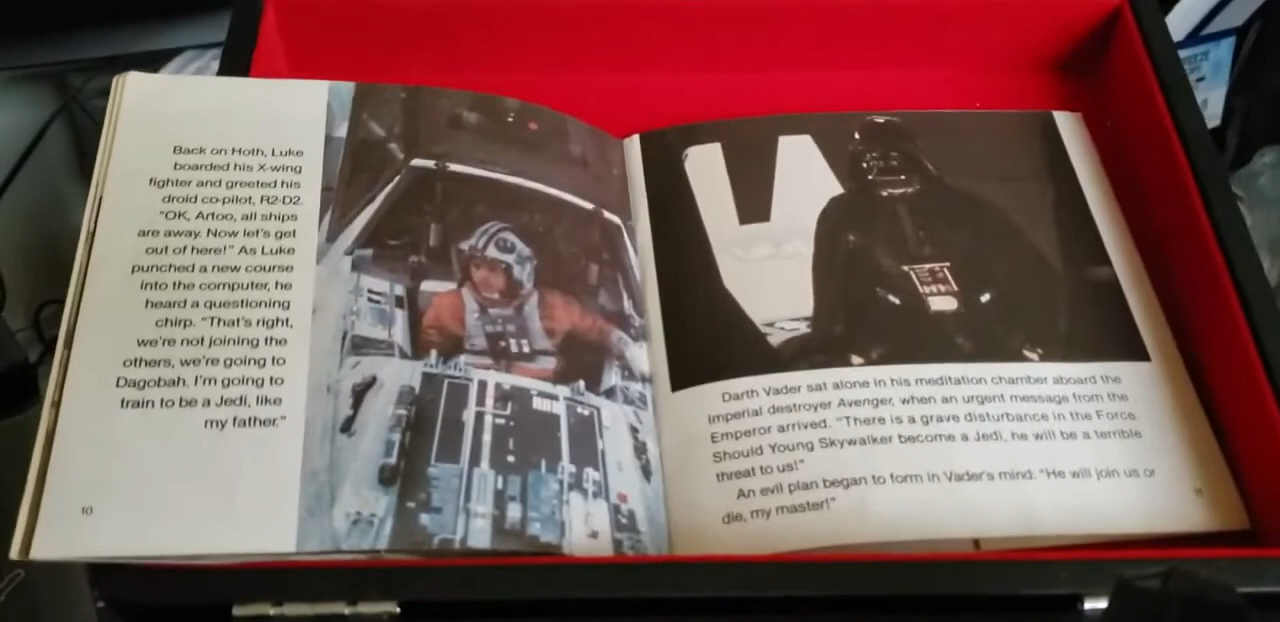 Back on Hoth, Luke
boarded his X-wing
fighter and greeted his
droid co-pilot, R2-D2.
"OK, Artoo, all ships
are away. Now let's get
out of here!" As Luke
punched a new course
into the computer, he
heard a questioning
chirp. "That's right,
we're not joining the
others, we're going to
Dagobah. I'm going to
train to be a Jedi, like
my father."
10
Darth Vader sat alone in his meditation chamber aboard the
Imperial destroyer Avenger, when an urgent message from the
Emperor arrived. "There is a grave disturbance in the Force.
Should Young Skywalker become a Jedi, he will be a terrible
threat to us!"
An evil plan began to form in Vader's mind: "He will join us or
die, my master!"
11